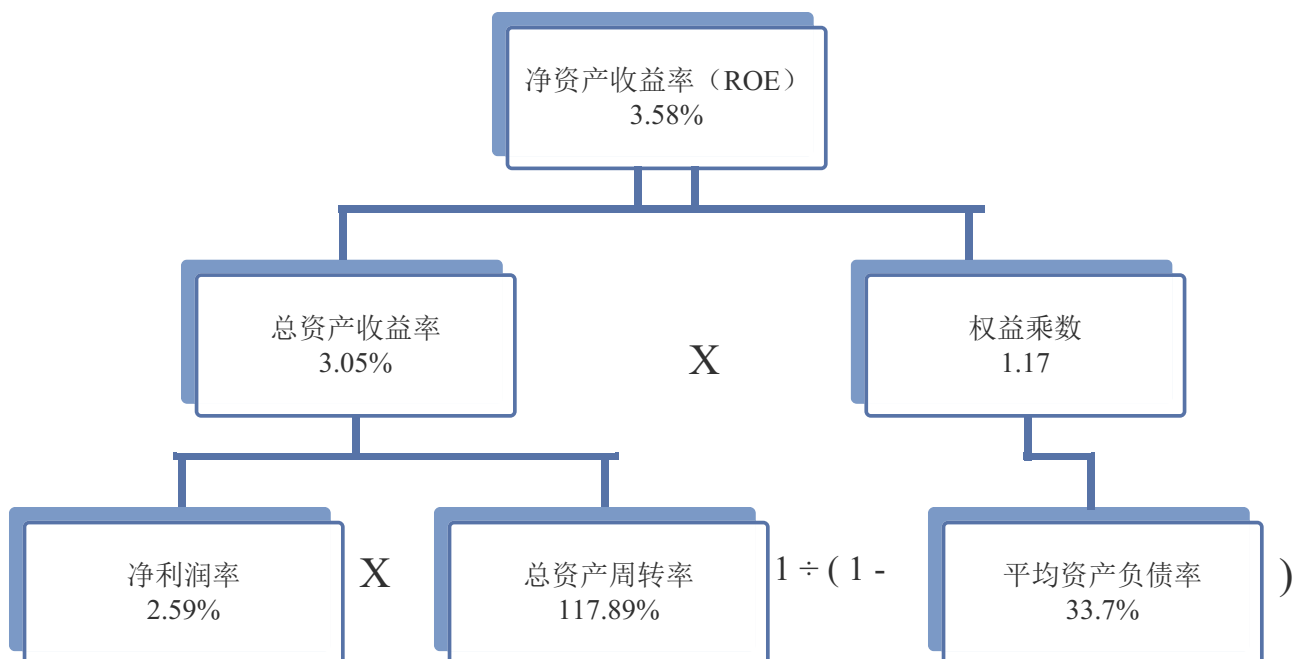 净资产收益率（ROE）
3.58%
总资产收益率
3.05%
X
权益乘数
1.17
净利润率
2.59%
X
总资产周转率
117.89%
1 ÷ ( 1 -
平均资产负债率
33.7%
)